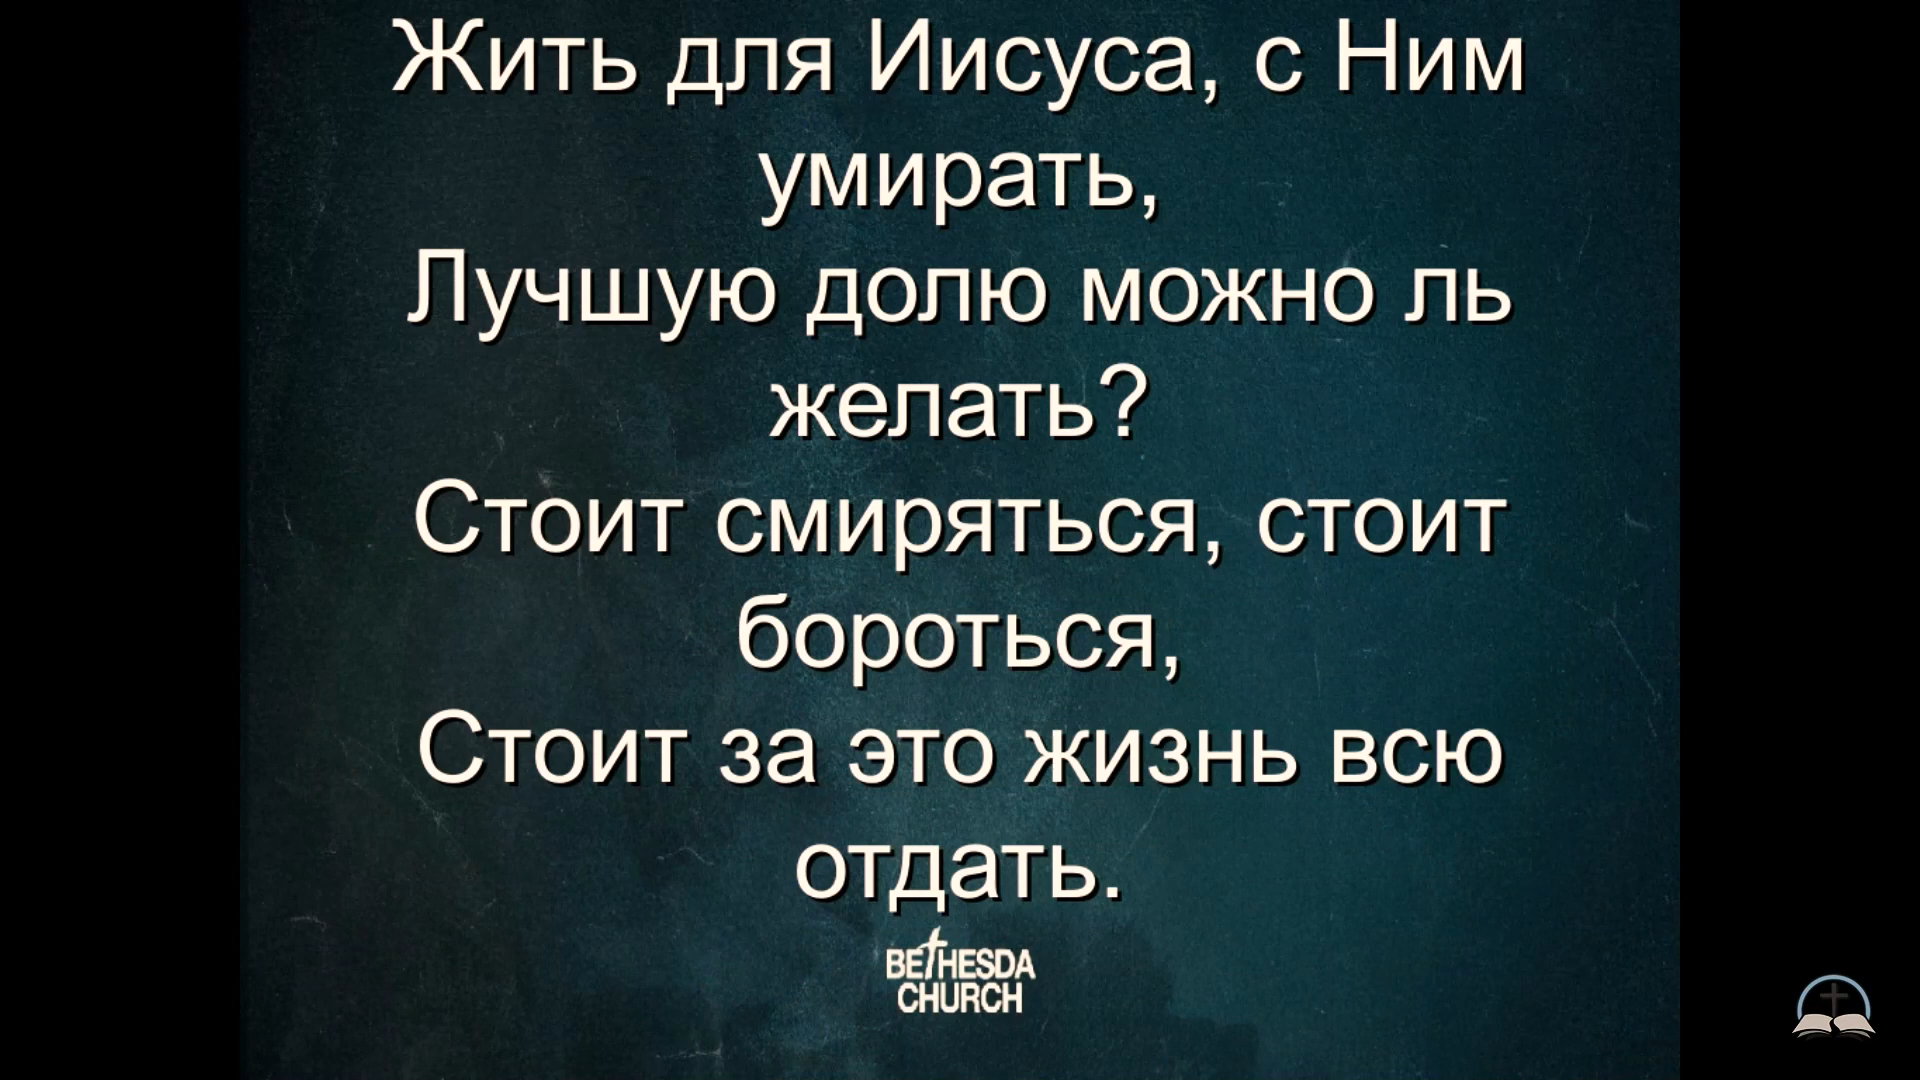 Жить для Иисуса, с Ним
умирать,
Лучшую долю можно ль
желать?
Стоит смиряться, стоит
бороться,
Стоит за это жизнь всю
отдать.
BETHESDA
CHURCH